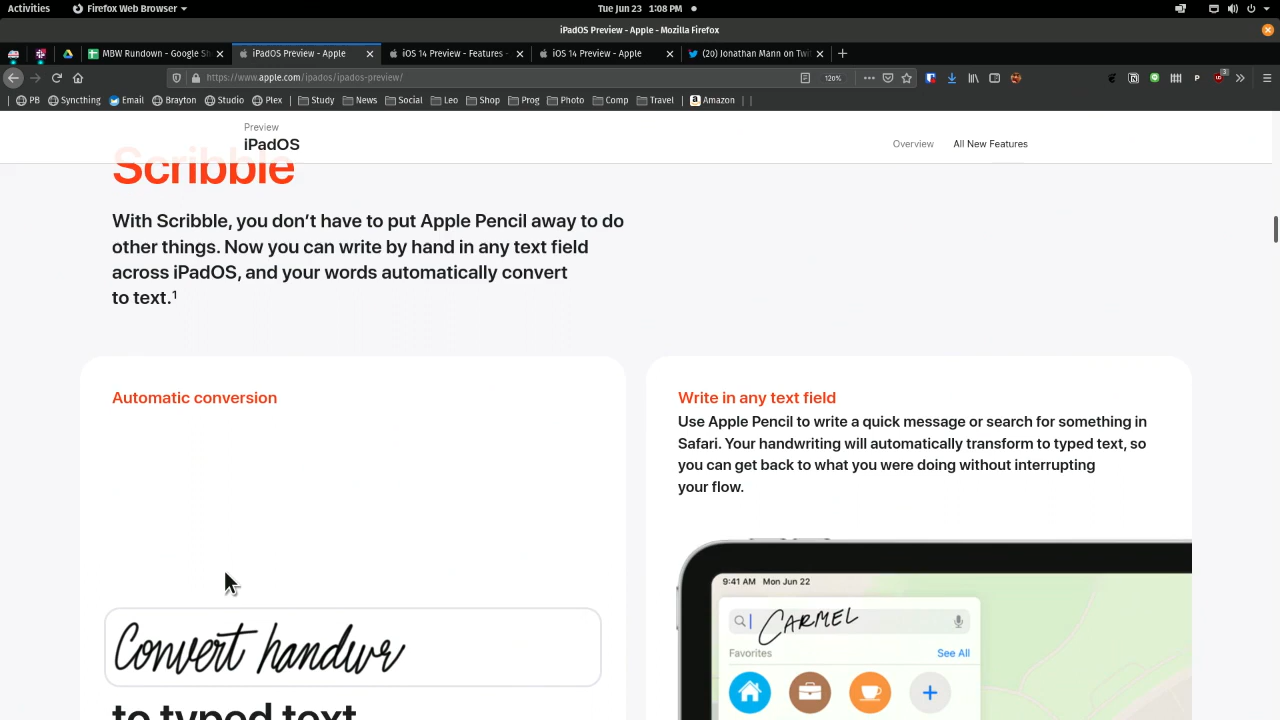 Activities
Firefox Web Browser
Tue Jun 23 1:08 PM
iPadOS Preview - Apple - Mozilla Firefox
MBW Rundown - Google Sh
iPadOS Preview - Apple
iOS 14 Preview - Features -
iOS 14 Preview - Apple
(20) Jonathan Mann on Twi
https://www.apple.com/ipados/ipados-preview/
120%
3
PB
Syncthing
Email
Brayton
Studio
Plex
Study
News
Social
Leo
Shop
Prog
Photo
Comp
Travel
Amazon
Preview
iPadOS
Overview
All New Features
Scribble
With Scribble, you don’t have to put Apple Pencil away to do
other things. Now you can write by hand in any text field
across iPadOS, and your words automatically convert
to text.¹
Automatic conversion
Convert handwr
to typed text
Write in any text field
Use Apple Pencil to write a quick message or search for something in
Safari. Your handwriting will automatically transform to typed text, so
you can get back to what you were doing without interrupting
your flow.
9:41 AM Mon Jun 22
CARMEL
Favorites
See All